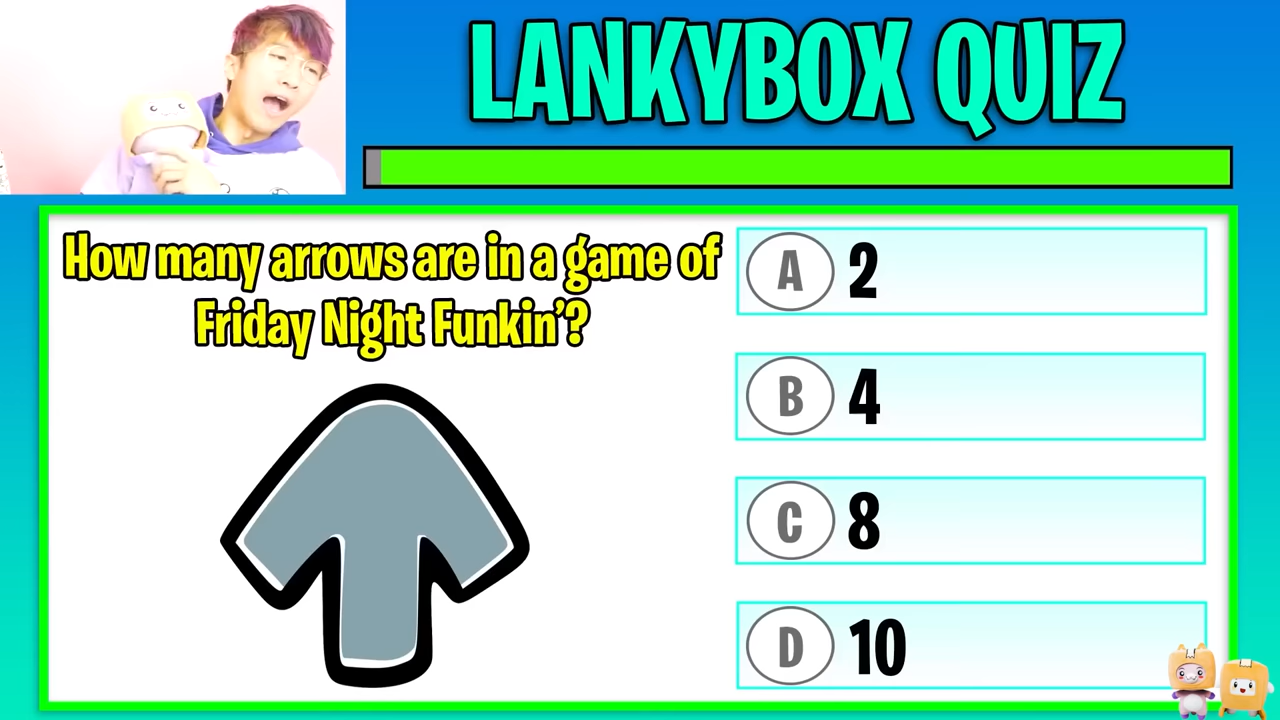 LANKYBOX QUIZ
How many arrows are in a game of
Friday Night Funkin'?
A 2
B 4
C 8
D 10